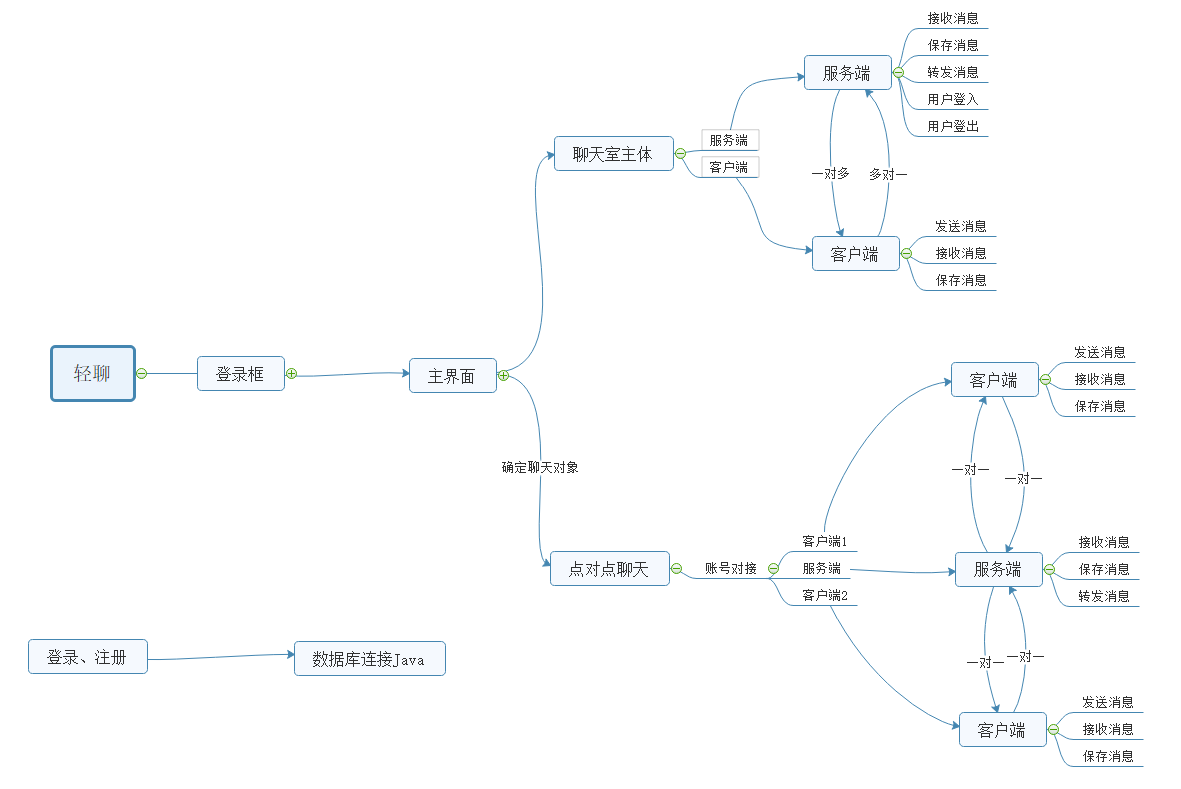 接收消息
保存消息
转发消息
用户登入
用户登出
服务端
聊天室主体
服务端
客户端
一对多
多对一
客户端
发送消息
接收消息
保存消息
轻聊
登录框
主界面
确定聊天对象
客户端
发送消息
接收消息
保存消息
一对一
一对一
点对点聊天
账号对接
客户端1
服务端
客户端2
服务端
接收消息
保存消息
转发消息
一对一
一对一
客户端
发送消息
接收消息
保存消息
登录、注册
数据库连接Java